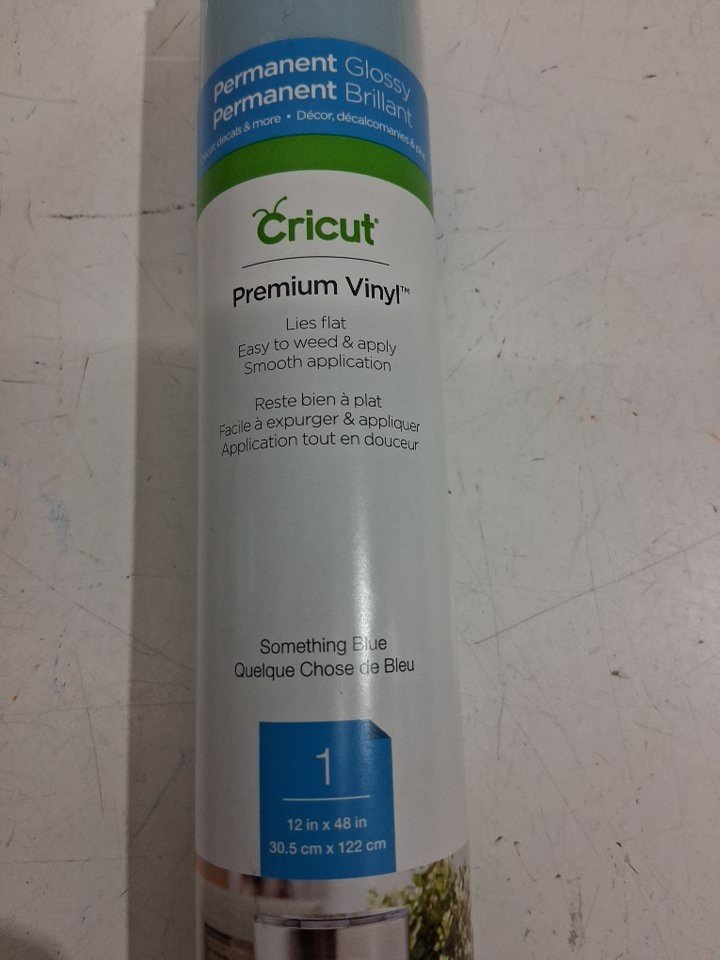 Permanent Glossy
Permanent Brillant
Décor, decals & more • Décor, décalcomanies & plus
Cricut®
Premium Vinyl™
Lies flat
Easy to weed & apply
Smooth application
Reste bien à plat
Facile à expurger & appliquer
Application tout en douceur
Something Blue
Quelque Chose de Bleu
1
12 in x 48 in
30.5 cm x 122 cm